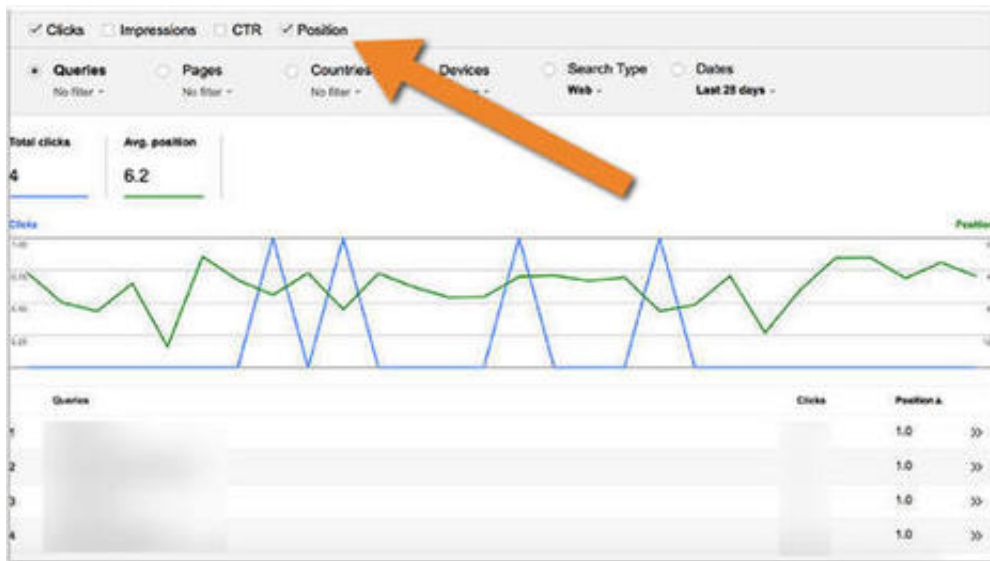 Clicks Impressions CTR Position
Queries Pages Countries Devices Search Type Dates
No filter No filter No filter Web Last 28 days
Total clicks Avg. position
4 6.2
Clicks Position
Queries Clicks Position
1 1.0
2 1.0
3 1.0
4 1.0